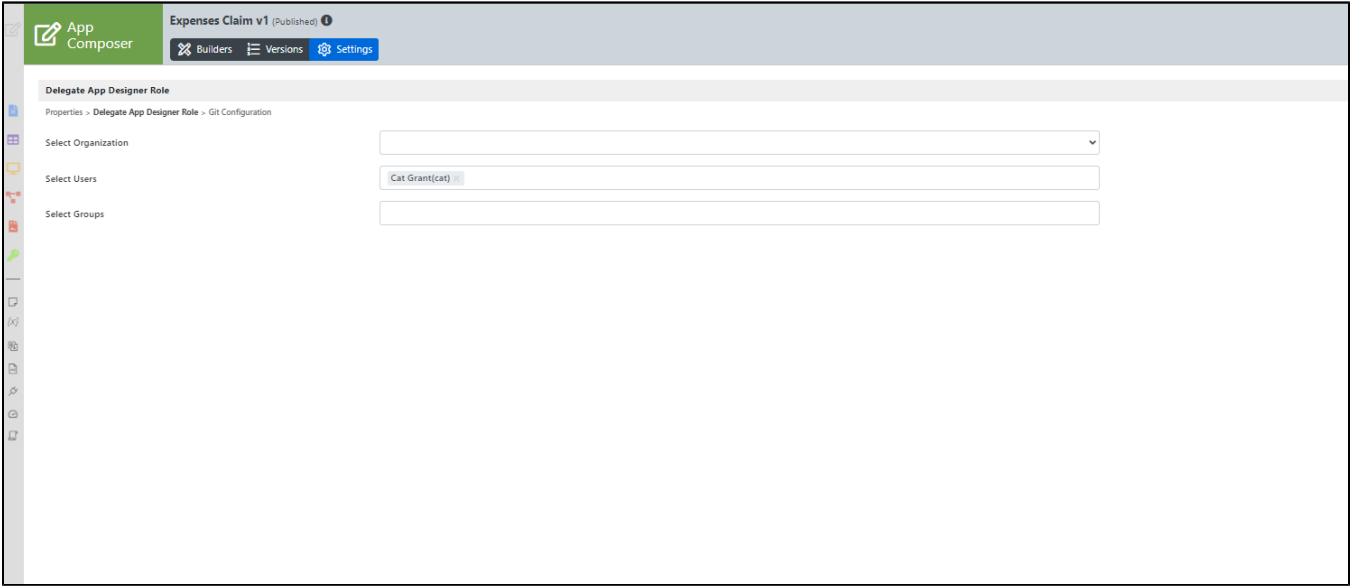 App
Composer
Expenses Claim v1 (Published)
Builders Versions Settings
Delegate App Designer Role
Properties > Delegate App Designer Role > Git Configuration
Select Organization
Select Users
Cat Grant(cat) ×
Select Groups
{x}